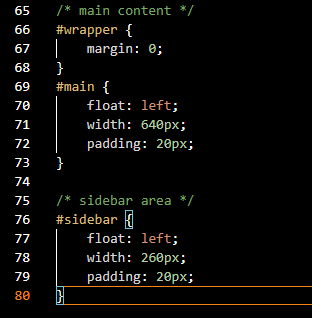 65 /* main content */
66 #wrapper {
67     margin: 0;
68 }
69 #main {
70     float: left;
71     width: 640px;
72     padding: 20px;
73 }
74
75 /* sidebar area */
76 #sidebar {
77     float: left;
78     width: 260px;
79     padding: 20px;
80 }